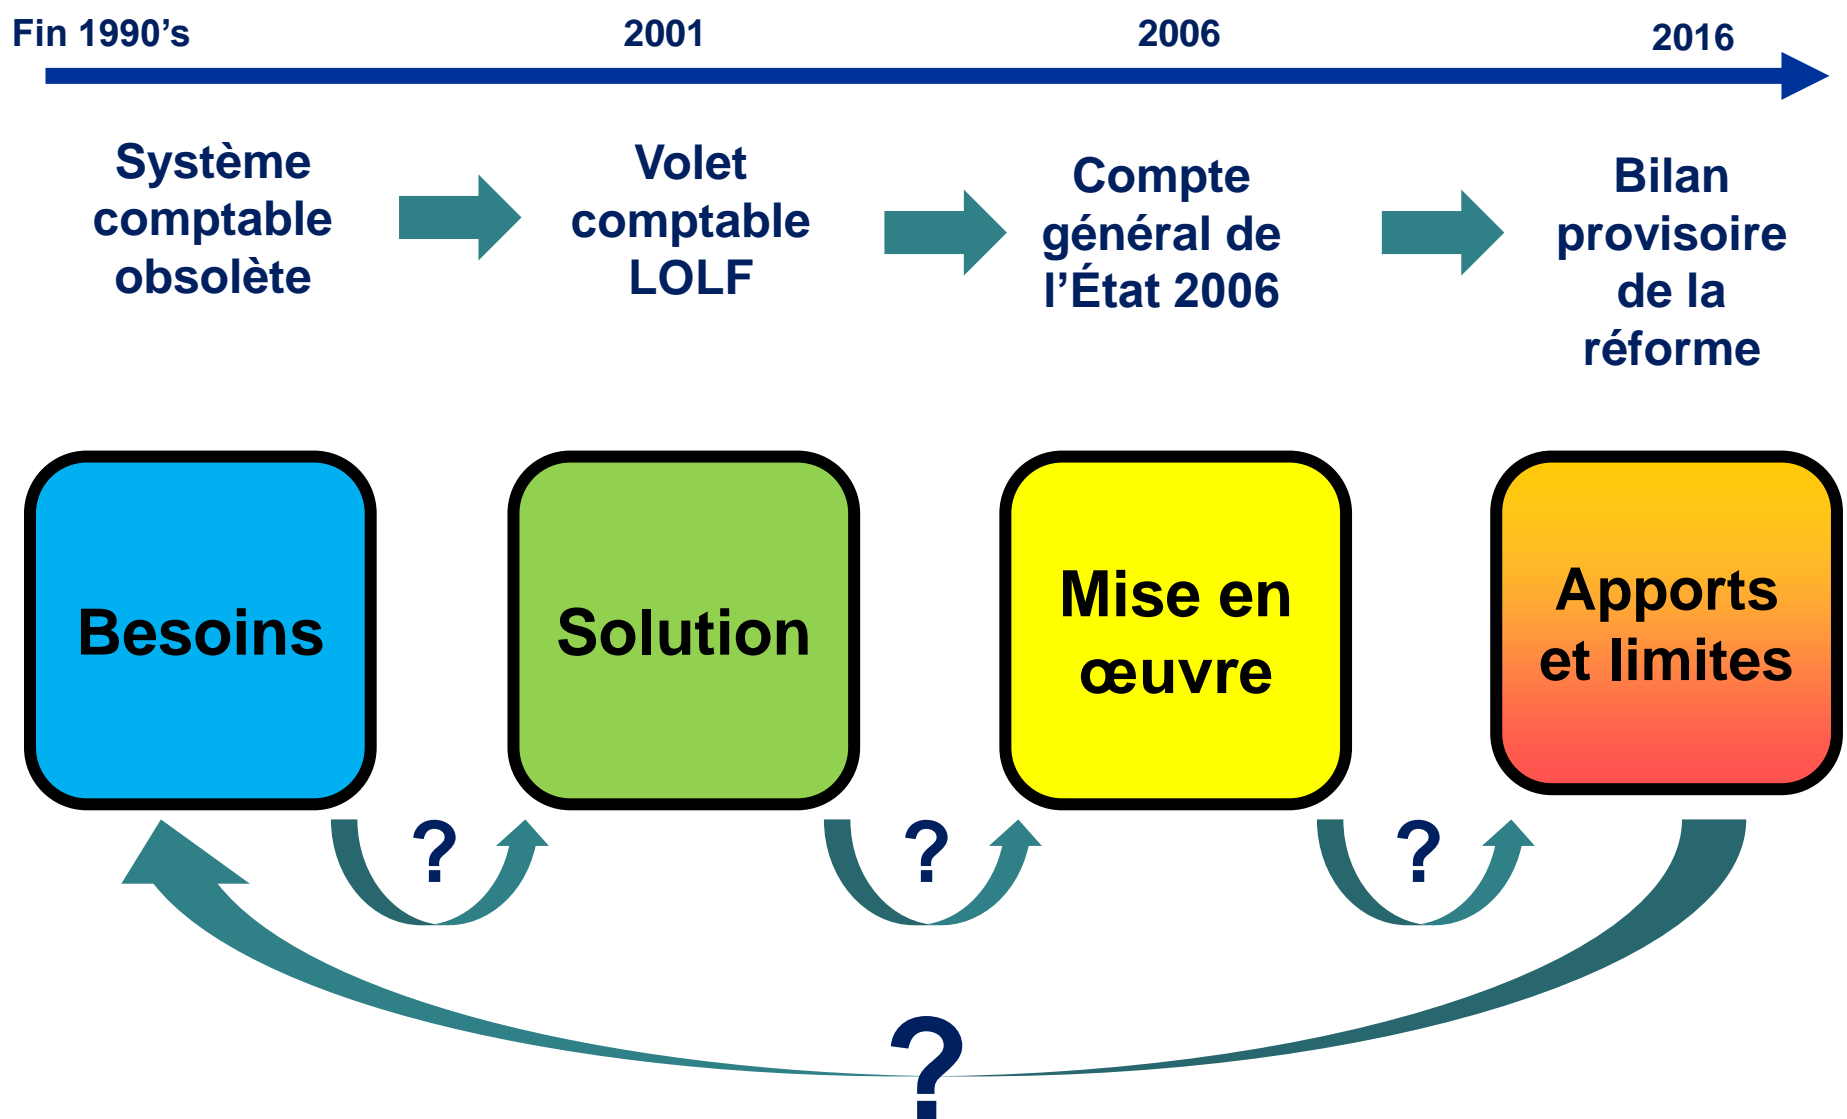 Fin 1990’s
2001
2006
2016
Système
comptable
obsolète
Volet
comptable
LOLF
Compte
général de
l’État 2006
Bilan
provisoire
de la
réforme
Besoins
Solution
Mise en
œuvre
Apports
et limites
?
?
?
?